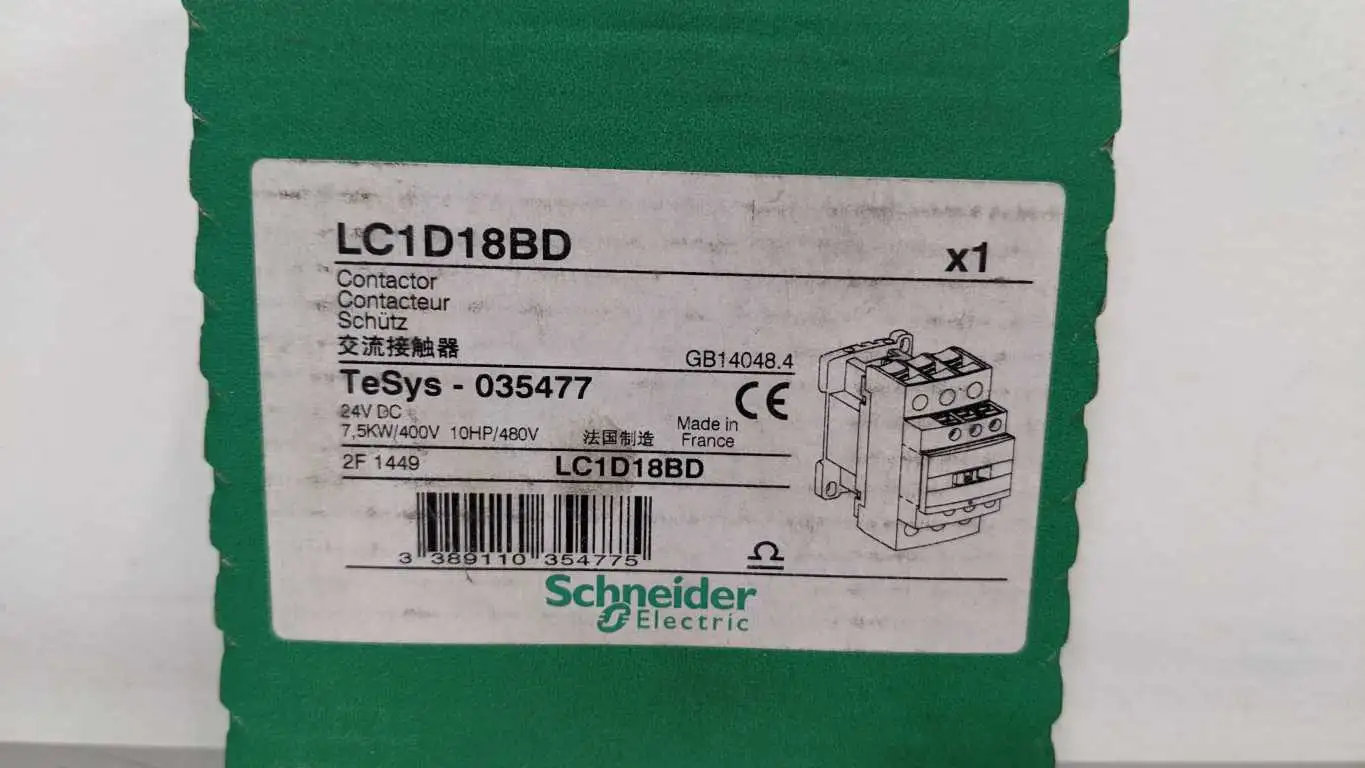 LC1D18BD x1
Contactor
Contacteur
Schütz
交流接触器 GB14048.4
TeSys - 035477 CE
24V DC
7,5KW/400V 10HP/480V 法国制造 Made in France
2F 1449 LC1D18BD
3 389110 354775
Schneider
Electric